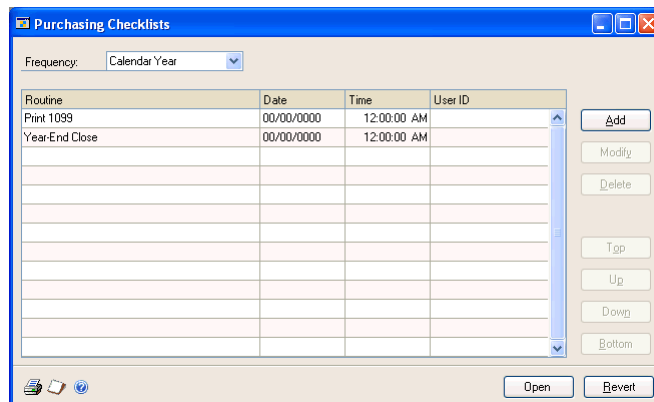 Purchasing Checklists
Frequency: Calendar Year
Routine Date Time User ID
Print 1099 00/00/0000 12:00:00 AM
Year-End Close 00/00/0000 12:00:00 AM
Add
Modify
Delete
Top
Up
Down
Bottom
Open Revert